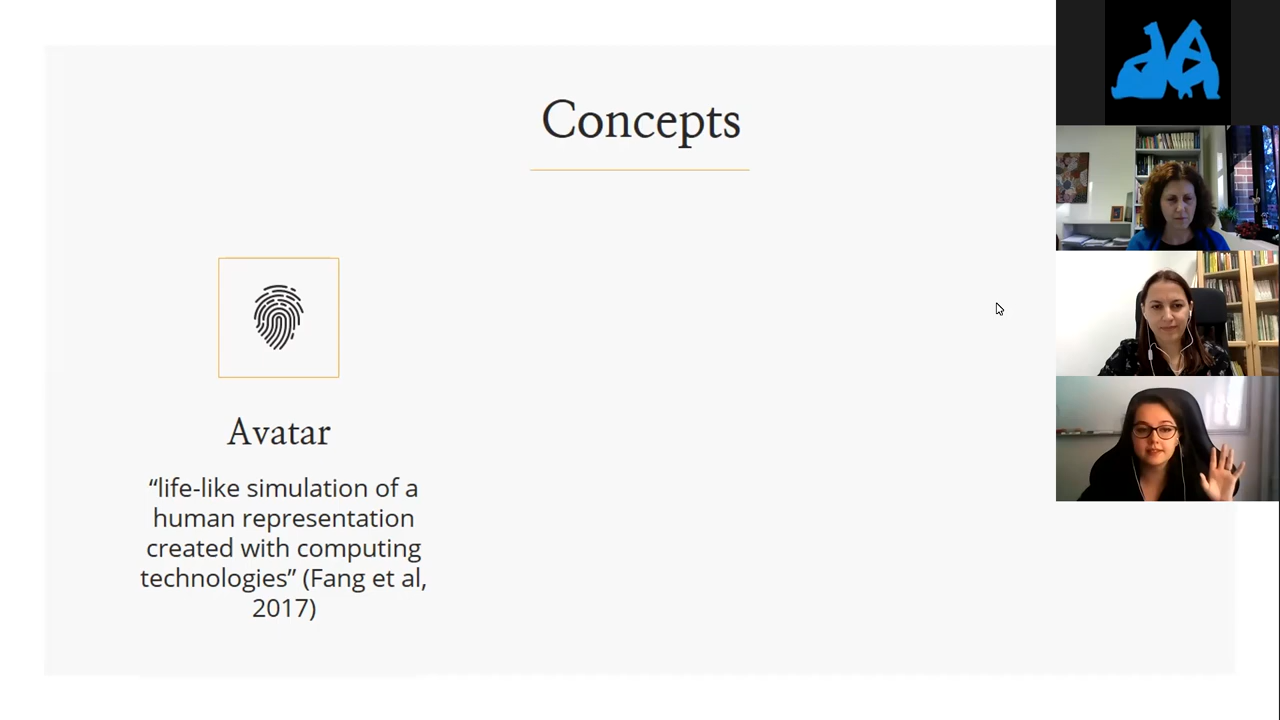 Concepts
Avatar
“life-like simulation of a
human representation
created with computing
technologies” (Fang et al,
2017)